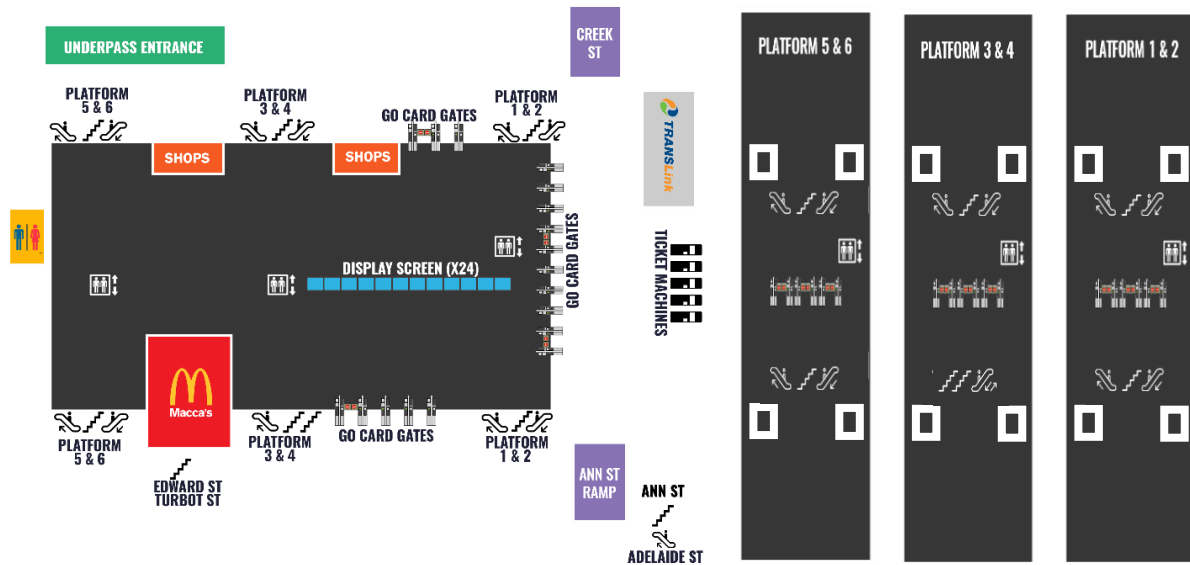 UNDERPASS ENTRANCE
CREEK
ST
PLATFORM
5 & 6
PLATFORM
3 & 4
GO CARD GATES
PLATFORM
1 & 2
SHOPS
SHOPS
TRANSLink
DISPLAY SCREEN (X24)
GO CARD GATES
TICKET MACHINES
Macca's
PLATFORM
5 & 6
PLATFORM
3 & 4
GO CARD GATES
PLATFORM
1 & 2
EDWARD ST
TURBOT ST
ANN ST
RAMP
ANN ST
ADELAIDE ST
PLATFORM 5 & 6
PLATFORM 3 & 4
PLATFORM 1 & 2